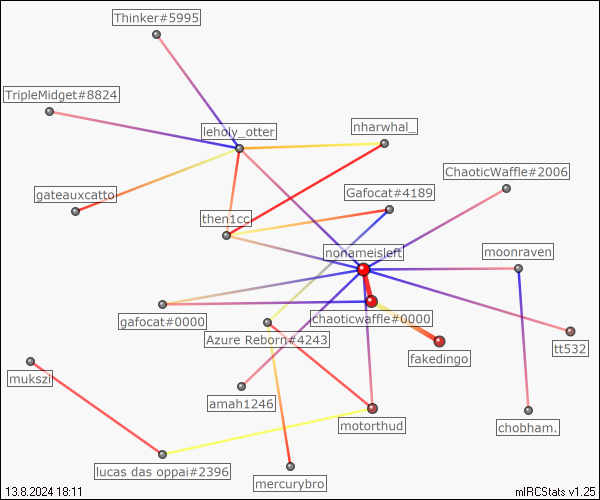 Thinker#5995
TripleMidget#8824
leholy_otter
nharwhal_
ChaoticWaffle#2006
gateauxcatto
Gafocat#4189
then1cc
nonameisleft
moonraven
gafocat#0000
chaoticwaffle#0000
Azure Reborn#4243
fakedingo
tt532
mukszi
amah1246
motorthud
chobham.
lucas das oppai#2396
mercurybro
13.8.2024 18:11
mIRCStats v1.25